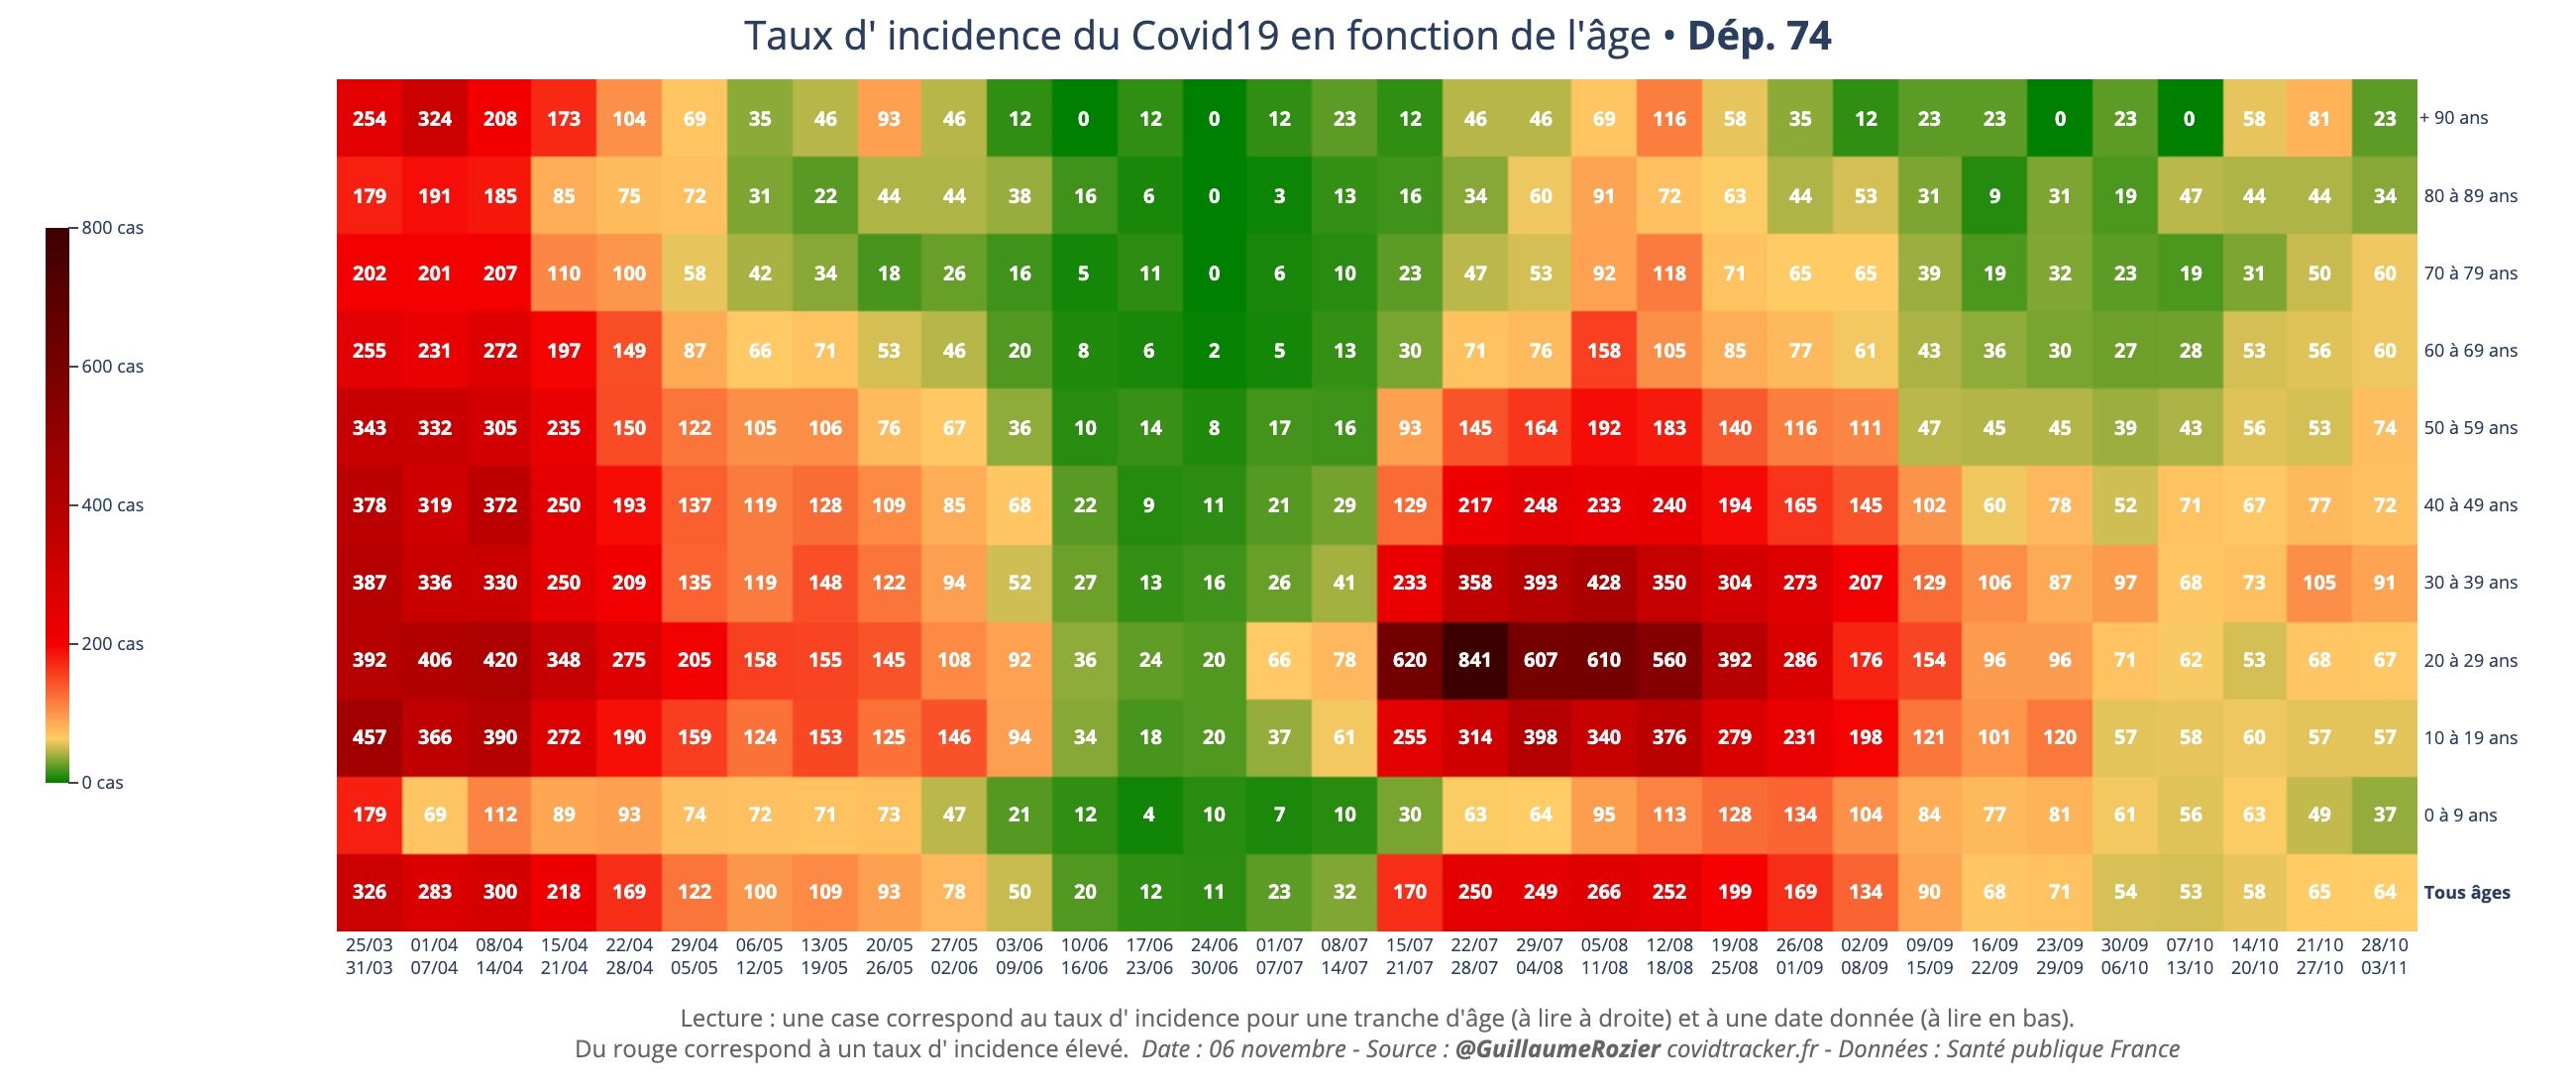 Taux d' incidence du Covid19 en fonction de l'âge • Dép. 74
800 cas
600 cas
400 cas
200 cas
0 cas
254 324 208 173 104 69 35 46 93 46 12 0 12 0 12 23 12 46 46 69 116 58 35 12 23 23 0 23 0 58 81 23 + 90 ans
179 191 185 85 75 72 31 22 44 44 38 16 6 0 3 13 16 34 60 91 72 63 44 53 31 9 31 19 47 44 44 34 80 à 89 ans
202 201 207 110 100 58 42 34 18 26 16 5 11 0 6 10 23 47 53 92 118 71 65 65 39 19 32 23 19 31 50 60 70 à 79 ans
255 231 272 197 149 87 66 71 53 46 20 8 6 2 5 13 30 71 76 158 105 85 77 61 43 36 30 27 28 53 56 60 60 à 69 ans
343 332 305 235 150 122 105 106 76 67 36 10 14 8 17 16 93 145 164 192 183 140 116 111 47 45 45 39 43 56 53 74 50 à 59 ans
378 319 372 250 193 137 119 128 109 85 68 22 9 11 21 29 129 217 248 233 240 194 165 145 102 60 78 52 71 67 77 72 40 à 49 ans
387 336 330 250 209 135 119 148 122 94 52 27 13 16 26 41 233 358 393 428 350 304 273 207 129 106 87 97 68 73 105 91 30 à 39 ans
392 406 420 348 275 205 158 155 145 108 92 36 24 20 66 78 620 841 607 610 560 392 286 176 154 96 96 71 62 53 68 67 20 à 29 ans
457 366 390 272 190 159 124 153 125 146 94 34 18 20 37 61 255 314 398 340 376 279 231 198 121 101 120 57 58 60 57 57 10 à 19 ans
179 69 112 89 93 74 72 71 73 47 21 12 4 10 7 10 30 63 64 95 113 128 134 104 84 77 81 61 56 63 49 37 0 à 9 ans
326 283 300 218 169 122 100 109 93 78 50 20 12 11 23 32 170 250 249 266 252 199 169 134 90 68 71 54 53 58 65 64 Tous âges
25/03 01/04 08/04 15/04 22/04 29/04 06/05 13/05 20/05 27/05 03/06 10/06 17/06 24/06 01/07 08/07 15/07 22/07 29/07 05/08 12/08 19/08 26/08 02/09 09/09 16/09 23/09 30/09 07/10 14/10 21/10 28/10
31/03 07/04 14/04 21/04 28/04 05/05 12/05 19/05 26/05 02/06 09/06 16/06 23/06 30/06 07/07 14/07 21/07 28/07 04/08 11/08 18/08 25/08 01/09 08/09 15/09 22/09 29/09 06/10 13/10 20/10 27/10 03/11
Lecture : une case correspond au taux d' incidence pour une tranche d'âge (à lire à droite) et à une date donnée (à lire en bas).
Du rouge correspond à un taux d' incidence élevé. Date : 06 novembre - Source : @GuillaumeRozier covidtracker.fr - Données : Santé publique France